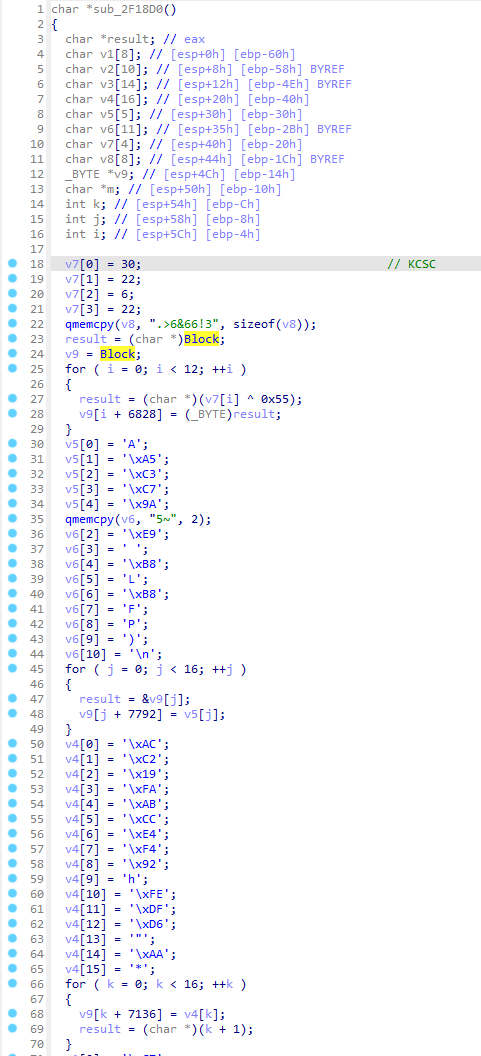 1 char *sub_2F18D0()
2 {
3 char *result; // eax
4 char v1[8]; // [esp+0h] [ebp-60h]
5 char v2[10]; // [esp+8h] [ebp-58h] BYREF
6 char v3[14]; // [esp+12h] [ebp-4Eh] BYREF
7 char v4[16]; // [esp+20h] [ebp-40h]
8 char v5[5]; // [esp+30h] [ebp-30h]
9 char v6[11]; // [esp+35h] [ebp-2Bh] BYREF
10 char v7[4]; // [esp+40h] [ebp-20h]
11 char v8[8]; // [esp+44h] [ebp-1Ch] BYREF
12 _BYTE *v9; // [esp+4Ch] [ebp-14h]
13 char *m; // [esp+50h] [ebp-10h]
14 int k; // [esp+54h] [ebp-Ch]
15 int j; // [esp+58h] [ebp-8h]
16 int i; // [esp+5Ch] [ebp-4h]
17
18 v7[0] = 30; // KCSC
19 v7[1] = 22;
20 v7[2] = 6;
21 v7[3] = 22;
22 qmemcpy(v8, ".>6&66!3", sizeof(v8));
23 result = (char *)Block;
24 v9 = Block;
25 for ( i = 0; i < 12; ++i )
26 {
27 result = (char *)(v7[i] ^ 0x55);
28 v9[i + 6828] = (_BYTE)result;
29 }
30 v5[0] = 'A';
31 v5[1] = '\xA5';
32 v5[2] = '\xC3';
33 v5[3] = '\xC7';
34 v5[4] = '\x9A';
35 qmemcpy(v6, "5~", 2);
36 v6[2] = '\xE9';
37 v6[3] = ' ';
38 v6[4] = '\xB8';
39 v6[5] = 'L';
40 v6[6] = '\xB8';
41 v6[7] = 'F';
42 v6[8] = 'P';
43 v6[9] = ')';
44 v6[10] = '\n';
45 for ( j = 0; j < 16; ++j )
46 {
47 result = &v9[j];
48 v9[j + 7792] = v5[j];
49 }
50 v4[0] = '\xAC';
51 v4[1] = '\xC2';
52 v4[2] = '\x19';
53 v4[3] = '\xFA';
54 v4[4] = '\xAB';
55 v4[5] = '\xCC';
56 v4[6] = '\xE4';
57 v4[7] = '\xF4';
58 v4[8] = '\x92';
59 v4[9] = 'h';
60 v4[10] = '\xFE';
61 v4[11] = '\xDF';
62 v4[12] = '\xD6';
63 v4[13] = '"';
64 v4[14] = '\xAA';
65 v4[15] = '*';
66 for ( k = 0; k < 16; ++k )
67 {
68 v9[k + 7136] = v4[k];
69 result = (char *)(k + 1);
70 }